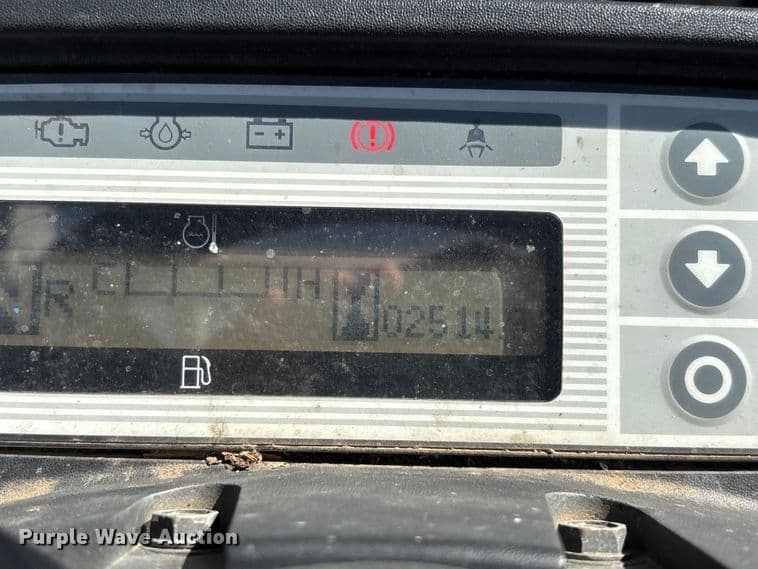 C H
R 02514.
Purple Wave Auction